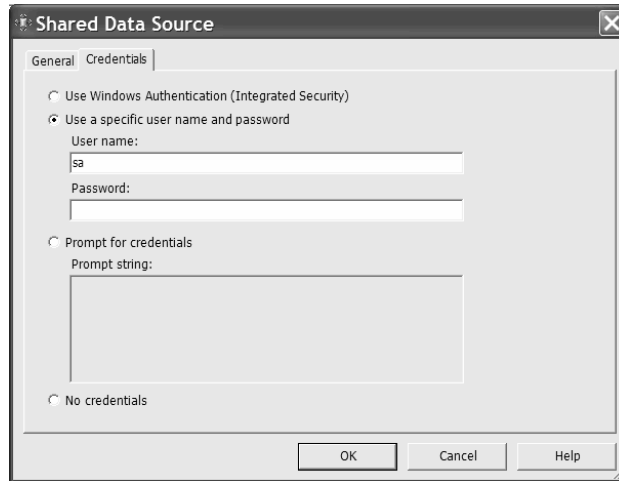 Shared Data Source
General Credentials
Use Windows Authentication (Integrated Security)
Use a specific user name and password
User name:
sa
Password:
Prompt for credentials
Prompt string:
No credentials
OK Cancel Help